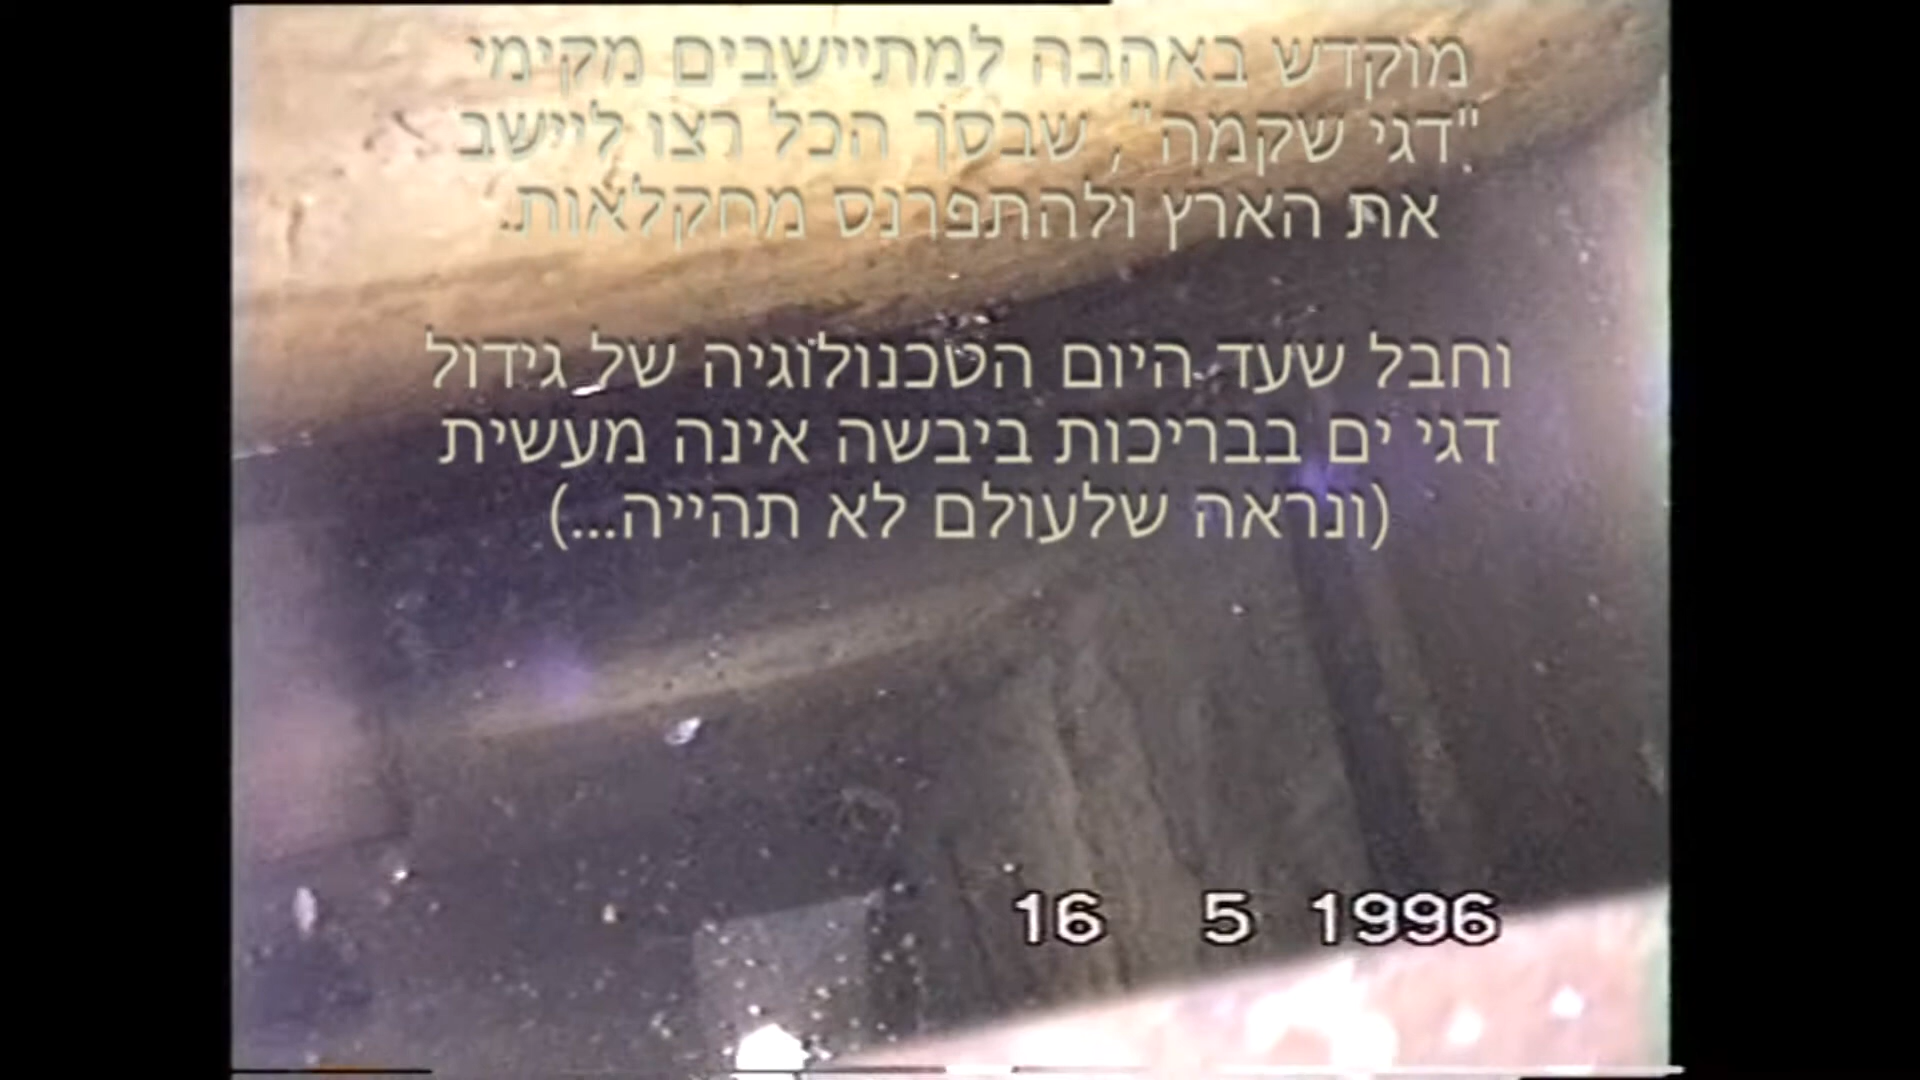 מוקדש באהבה למתיישבים מקימי
"דגי שקמה", שבסך הכל רצו ליישב
את הארץ ולהתפרנס מחקלאות.
וחבל שעד היום הטכנולוגיה של גידול
דגי ים בבריכות ביבשה אינה מעשית
(ונראה שלעולם לא תהייה...)
16 5 1996